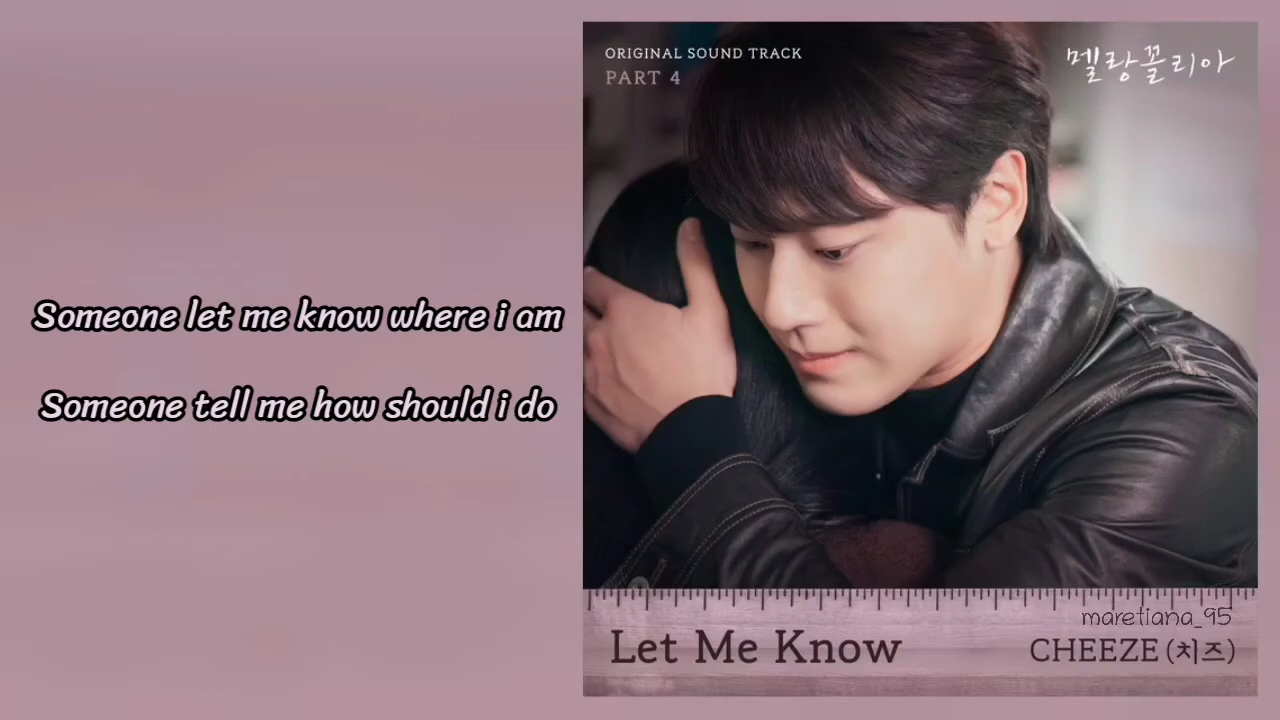 Someone let me know where i am
Someone tell me how should i do
ORIGINAL SOUND TRACK
PART 4
멜랑꼴리아
maretiana_95
Let Me Know
CHEEZE (치즈)